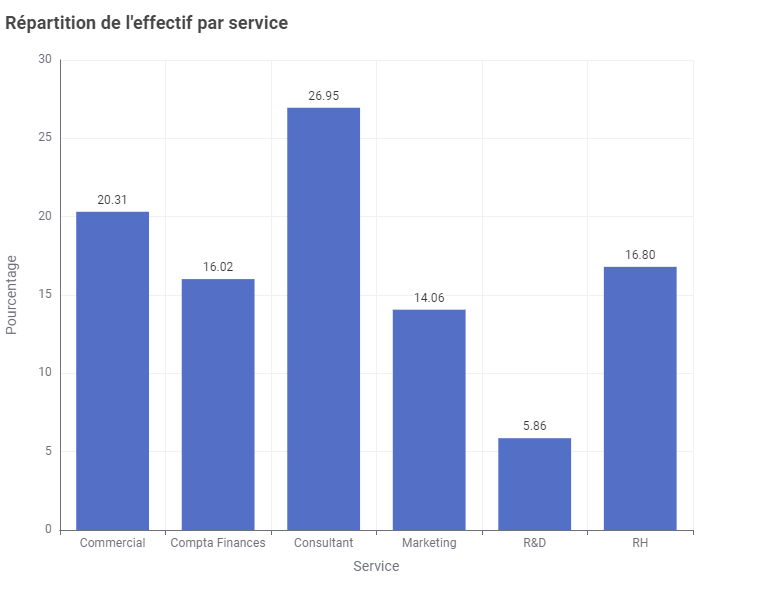 Répartition de l'effectif par service
30
25
20
15
10
5
0
Pourcentage
20.31
16.02
26.95
14.06
5.86
16.80
Commercial
Compta Finances
Consultant
Marketing
R&D
RH
Service